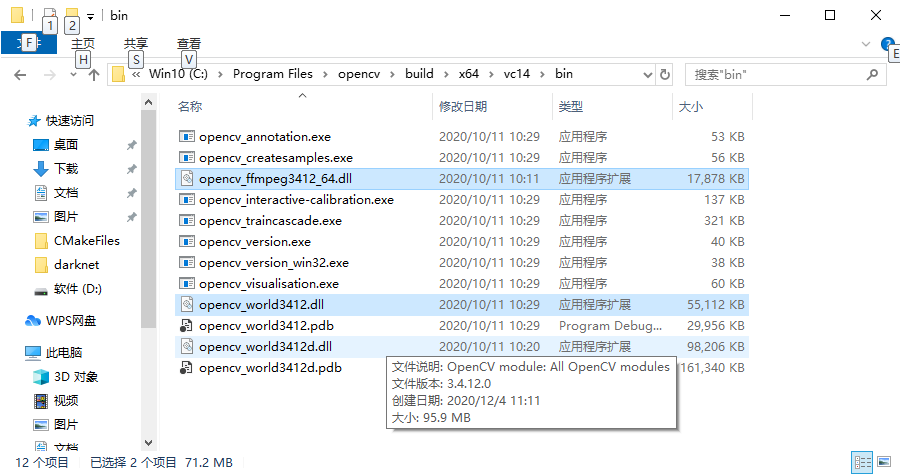 bin
1 2
文件 主页 共享 查看
F H S V E
« Win10 (C:) > Program Files > opencv > build > x64 > vc14 > bin
搜索"bin"
名称 修改日期 类型 大小
快速访问
桌面
下载
文档
图片
CMakeFiles
darknet
软件 (D:)
WPS网盘
此电脑
3D 对象
视频
图片
文档
opencv_annotation.exe 2020/10/11 10:29 应用程序 53 KB
opencv_createsamples.exe 2020/10/11 10:29 应用程序 56 KB
opencv_ffmpeg3412_64.dll 2020/10/11 10:11 应用程序扩展 17,878 KB
opencv_interactive-calibration.exe 2020/10/11 10:29 应用程序 137 KB
opencv_traincascade.exe 2020/10/11 10:29 应用程序 321 KB
opencv_version.exe 2020/10/11 10:29 应用程序 40 KB
opencv_version_win32.exe 2020/10/11 10:29 应用程序 38 KB
opencv_visualisation.exe 2020/10/11 10:29 应用程序 60 KB
opencv_world3412.dll 2020/10/11 10:29 应用程序扩展 55,112 KB
opencv_world3412.pdb 2020/10/11 10:29 Program Debug... 29,956 KB
opencv_world3412d.dll 2020/10/11 10:20 应用程序扩展 98,206 KB
opencv_world3412d.pdb 161,340 KB
文件说明: OpenCV module: All OpenCV modules
文件版本: 3.4.12.0
创建日期: 2020/12/4 11:11
大小: 95.9 MB
12 个项目 已选择 2 个项目 71.2 MB